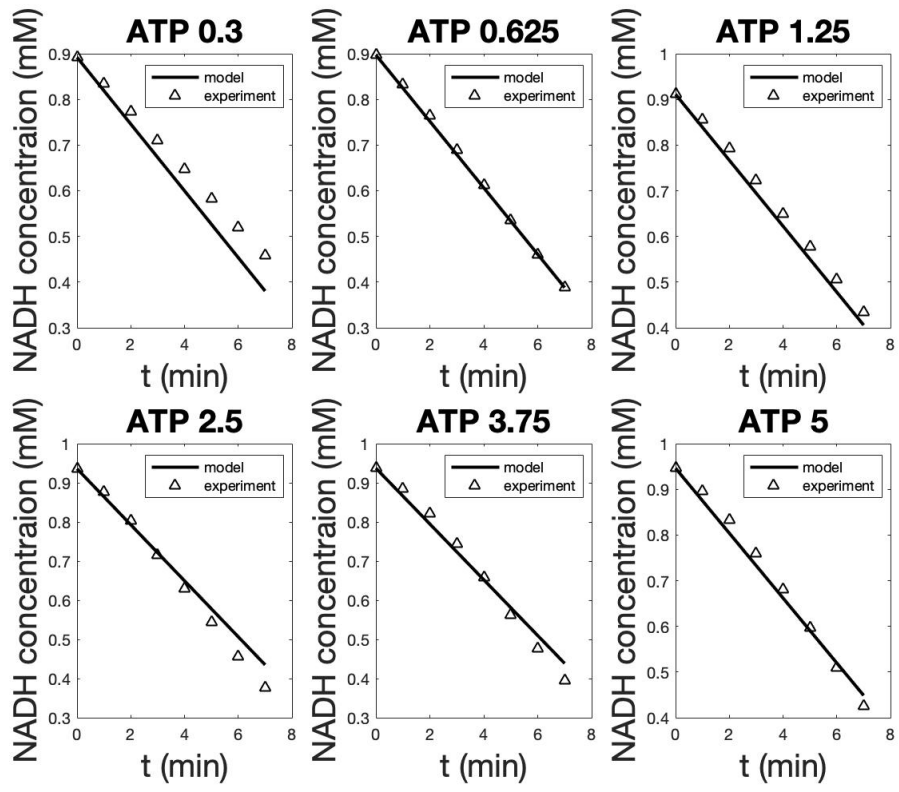 ATP 0.3
NADH concentraion (mM)
0.9
0.8
0.7
0.6
0.5
0.4
0.3
model
experiment
0 2 4 6 8
t (min)
ATP 0.625
NADH concentraion (mM)
0.9
0.8
0.7
0.6
0.5
0.4
0.3
model
experiment
0 2 4 6 8
t (min)
ATP 1.25
NADH concentraion (mM)
1
0.9
0.8
0.7
0.6
0.5
0.4
model
experiment
0 2 4 6 8
t (min)
ATP 2.5
NADH concentraion (mM)
1
0.9
0.8
0.7
0.6
0.5
0.4
0.3
model
experiment
0 2 4 6 8
t (min)
ATP 3.75
NADH concentraion (mM)
1
0.9
0.8
0.7
0.6
0.5
0.4
0.3
model
experiment
0 2 4 6 8
t (min)
ATP 5
NADH concentraion (mM)
1
0.9
0.8
0.7
0.6
0.5
0.4
model
experiment
0 2 4 6 8
t (min)